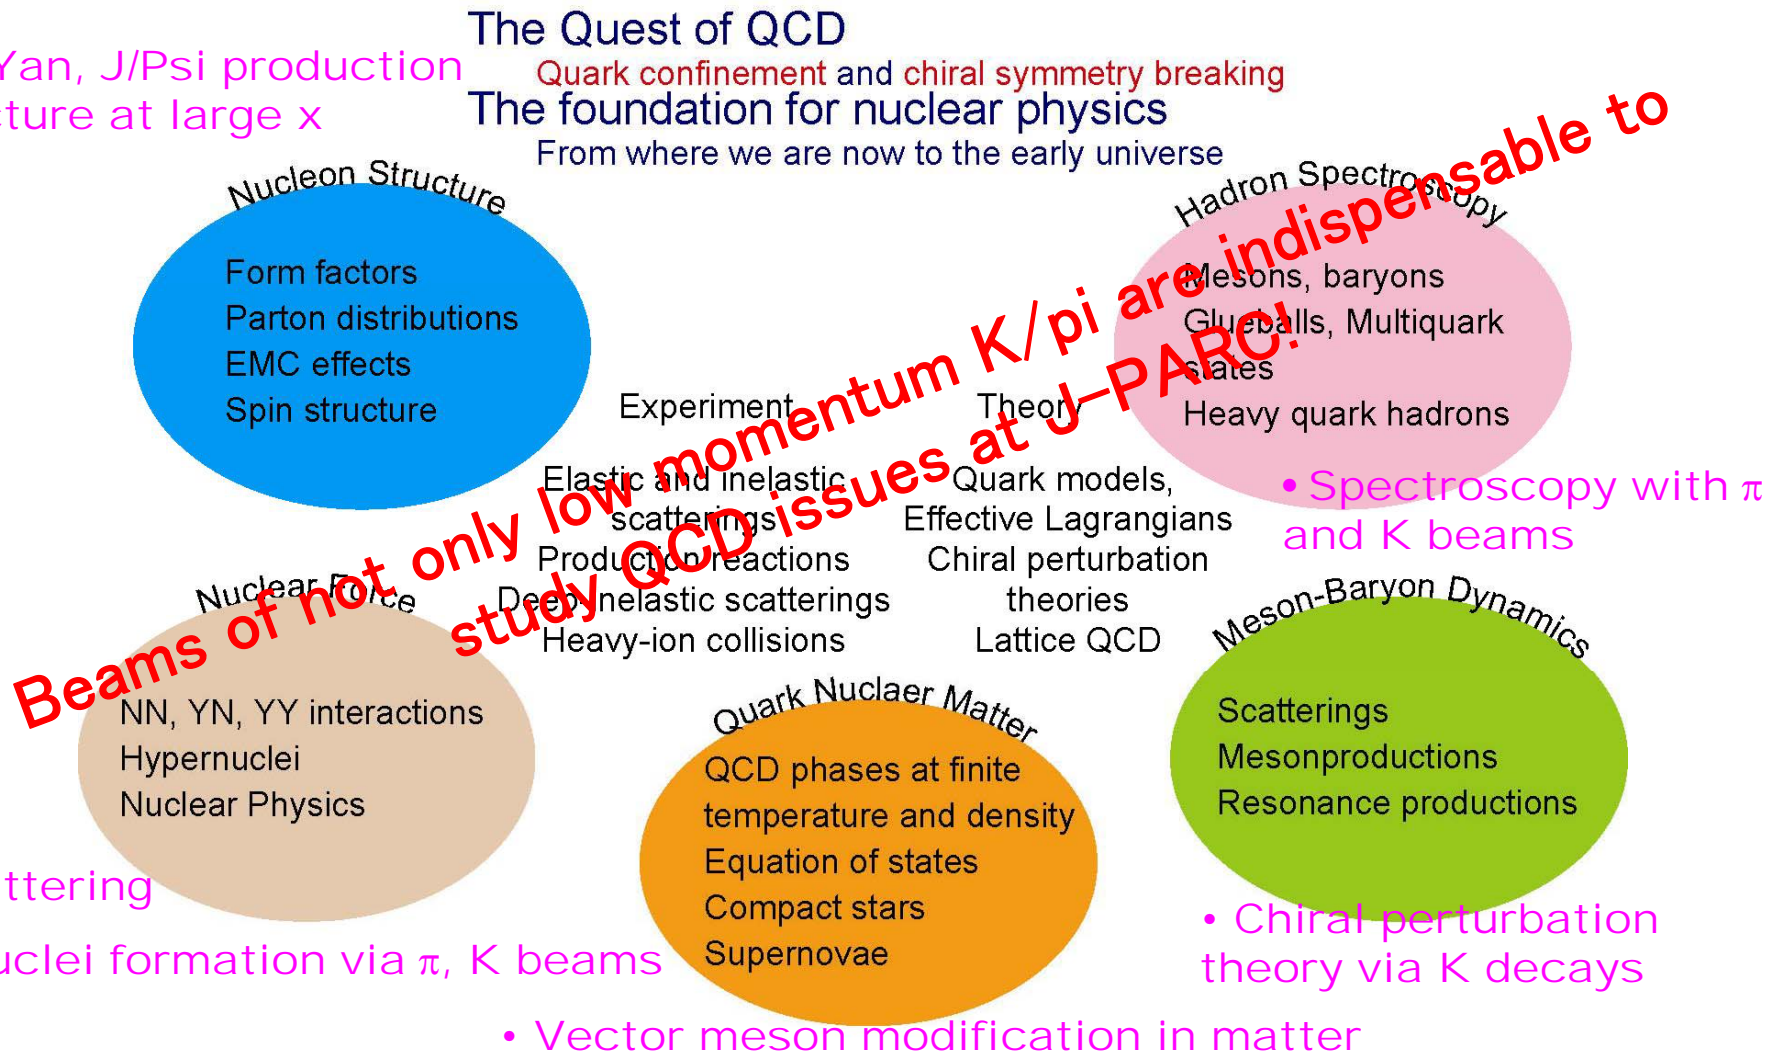 The Quest of QCD
Quark confinement and chiral symmetry breaking
The foundation for nuclear physics
From where we are now to the early universe
Yan, J/Psi production
cture at large x
Nucleon Structure
Form factors
Parton distributions
EMC effects
Spin structure
Hadron Spectroscopy
Mesons, baryons
Glueballs, Multiquark
states
Heavy quark hadrons
• Spectroscopy with π
and K beams
Beams of not only low momentum K/pi are indispensable to
study QCD issues at J-PARC!
Experiment
Elastic and inelastic
scatterings
Production reactions
Deep-inelastic scatterings
Heavy-ion collisions
Theory
Quark models,
Effective Lagrangians
Chiral perturbation
theories
Lattice QCD
Nuclear Force
NN, YN, YY interactions
Hypernuclei
Nuclear Physics
ttering
uclei formation via π, K beams
Quark Nuclaer Matter
QCD phases at finite
temperature and density
Equation of states
Compact stars
Supernovae
• Vector meson modification in matter
Meson-Baryon Dynamics
Scatterings
Mesonproductions
Resonance productions
• Chiral perturbation
theory via K decays